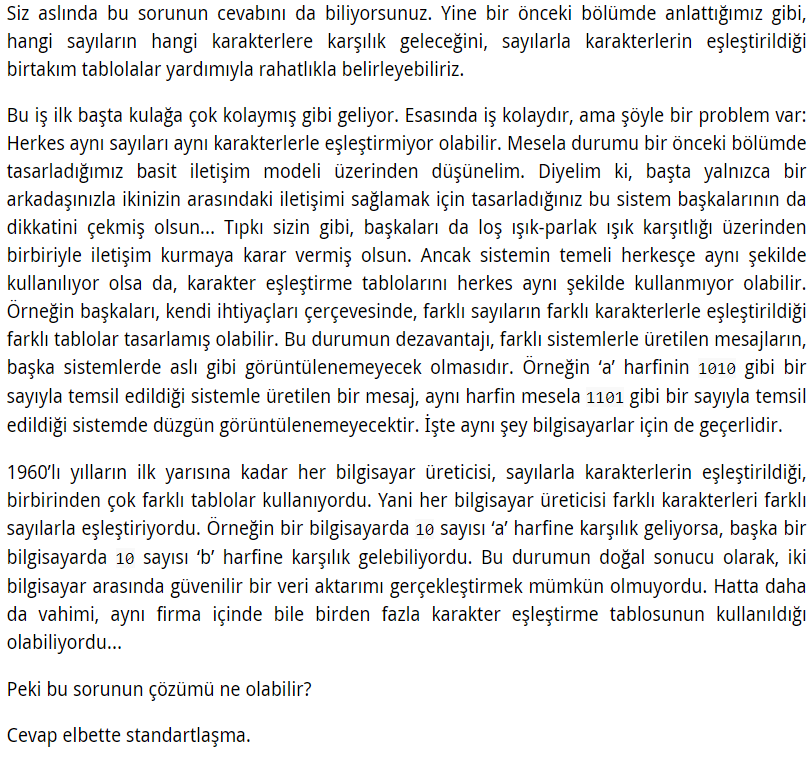 Siz aslında bu sorunun cevabını da biliyorsunuz. Yine bir önceki bölümde anlattığımız gibi,
hangi sayıların hangi karakterlere karşılık geleceğini, sayılarla karakterlerin eşleştirildiği
birtakım tablolalar yardımıyla rahatlıkla belirleyebiliriz.
Bu iş ilk başta kulağa çok kolaymış gibi geliyor. Esasında iş kolaydır, ama şöyle bir problem var:
Herkes aynı sayıları aynı karakterlerle eşleştirmiyor olabilir. Mesela durumu bir önceki bölümde
tasarladığımız basit iletişim modeli üzerinden düşünelim. Diyelim ki, başta yalnızca bir
arkadaşınızla ikinizin arasındaki iletişimi sağlamak için tasarladığınız bu sistem başkalarının da
dikkatini çekmiş olsun... Tıpkı sizin gibi, başkaları da loş ışık-parlak ışık karşıtlığı üzerinden
birbiriyle iletişim kurmaya karar vermiş olsun. Ancak sistemin temeli herkesçe aynı şekilde
kullanılıyor olsa da, karakter eşleştirme tablolarını herkes aynı şekilde kullanmıyor olabilir.
Örneğin başkaları, kendi ihtiyaçları çerçevesinde, farklı sayıların farklı karakterlerle eşleştirildiği
farklı tablolar tasarlamış olabilir. Bu durumun dezavantajı, farklı sistemlerle üretilen mesajların,
başka sistemlerde aslı gibi görüntülenemeyecek olmasıdır. Örneğin ‘a’ harfinin 1010 gibi bir
sayıyla temsil edildiği sistemle üretilen bir mesaj, aynı harfin mesela 1101 gibi bir sayıyla temsil
edildiği sistemde düzgün görüntülenemeyecektir. İşte aynı şey bilgisayarlar için de geçerlidir.
1960’lı yılların ilk yarısına kadar her bilgisayar üreticisi, sayılarla karakterlerin eşleştirildiği,
birbirinden çok farklı tablolar kullanıyordu. Yani her bilgisayar üreticisi farklı karakterleri farklı
sayılarla eşleştiriyordu. Örneğin bir bilgisayarda 10 sayısı ‘a’ harfine karşılık geliyorsa, başka bir
bilgisayarda 10 sayısı ‘b’ harfine karşılık gelebiliyordu. Bu durumun doğal sonucu olarak, iki
bilgisayar arasında güvenilir bir veri aktarımı gerçekleştirmek mümkün olmuyordu. Hatta daha
da vahimi, aynı firma içinde bile birden fazla karakter eşleştirme tablosunun kullanıldığı
olabiliyordu...
Peki bu sorunun çözümü ne olabilir?
Cevap elbette standartlaşma.